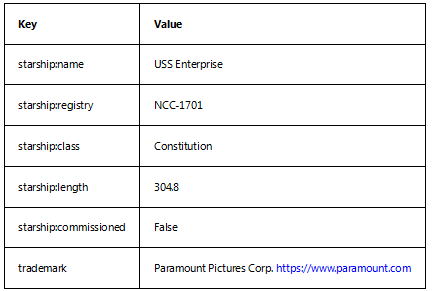 Key Value
starship:name USS Enterprise
starship:registry NCC-1701
starship:class Constitution
starship:length 304.8
starship:commissioned False
trademark Paramount Pictures Corp. https://www.paramount.com